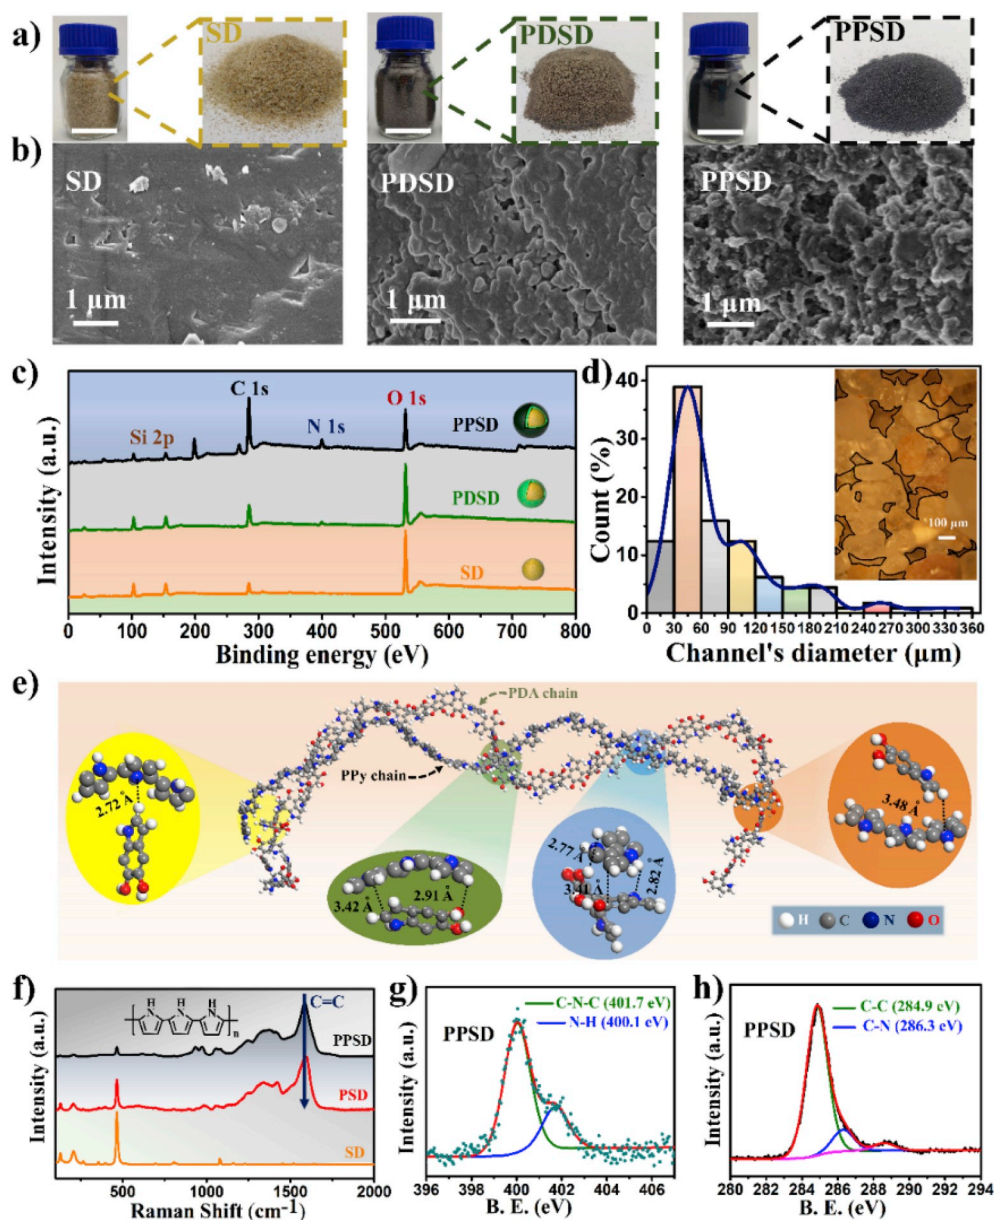 a)
SD
PDSD
PPSD
b)
SD
1 µm
PDSD
1 µm
PPSD
1 µm
c)
Intensity (a.u.)
Si 2p
C 1s
N 1s
O 1s
PPSD
PDSD
SD
0 100 200 300 400 500 600 700 800
Binding energy (eV)
d)
Count (%)
40
30
20
10
0
100 µm
0 30 60 90 120 150 180 210 240 270 300 330 360
Channel's diameter (µm)
e)
PDA chain
PPy chain
2.72 Å
3.42 Å
2.91 Å
2.77 Å
3.41 Å
2.82 Å
3.48 Å
H C N O
f)
Intensity (a.u.)
H H H
N N N
n
C=C
PPSD
PSD
SD
500 1000 1500 2000
Raman Shift (cm-1)
g)
Intensity (a.u.)
PPSD
C-N-C (401.7 eV)
N-H (400.1 eV)
396 398 400 402 404 406
B. E. (eV)
h)
Intensity (a.u.)
PPSD
C-C (284.9 eV)
C-N (286.3 eV)
280 282 284 286 288 290 292 294
B. E. (eV)